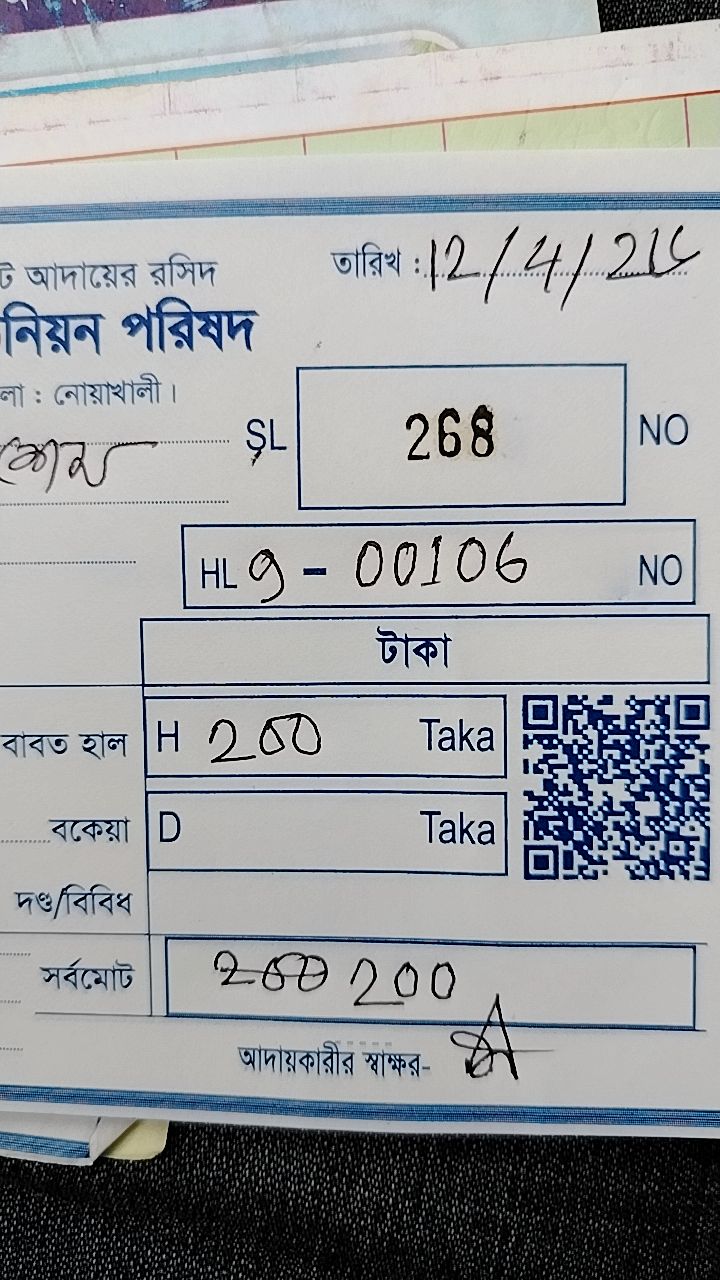 ট আদায়ের রসিদ
তারিখ : 12/4/
নিয়ন পরিষদ
লা : নোয়াখালী।
SL 268 NO
HL 9 - 00106 NO
টাকা
বাবত হাল H 200 Taka
বকেয়া D Taka
দণ্ড/বিবিধ
সর্বমোট 200 200
আদায়কারীর স্বাক্ষর-